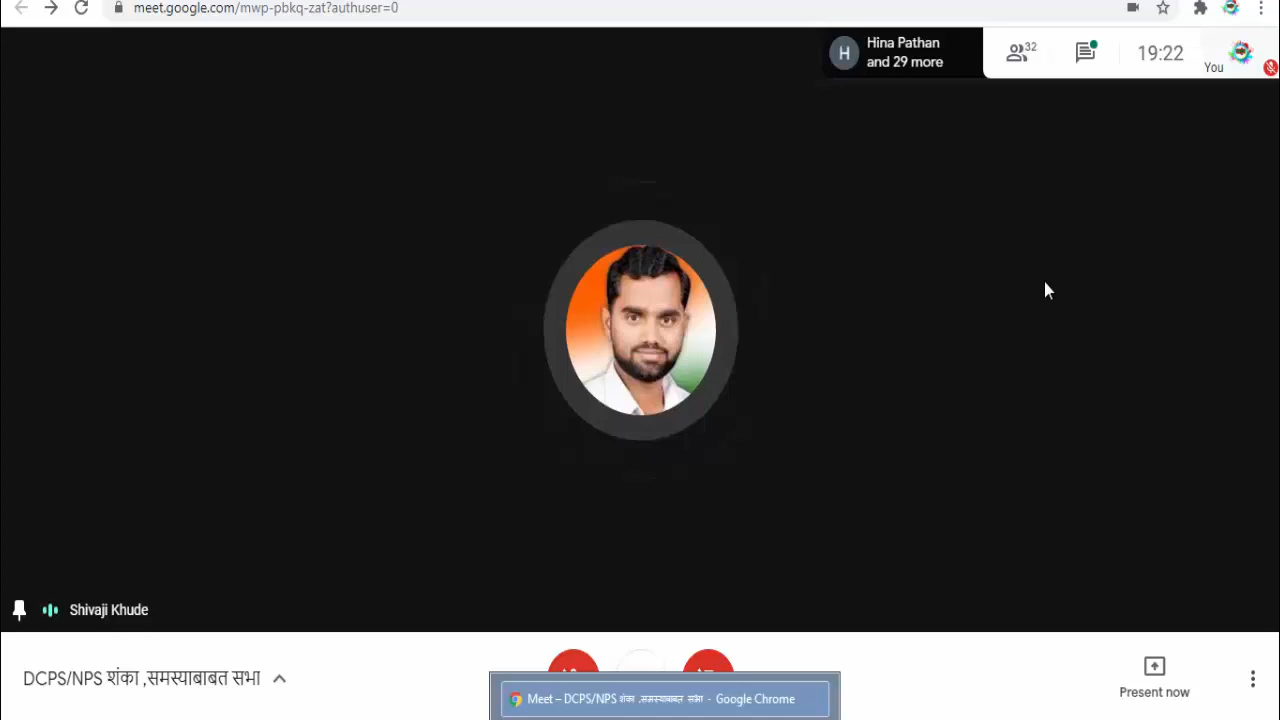 meet.google.com/mwp-pbkq-zat?authuser=0
Hina Pathan
and 29 more
H
32
19:22
You
Shivaji Khude
DCPS/NPS शंका ,समस्याबाबत सभा
Present now
Meet – DCPS/NPS शंका ,समस्याबाबत सभा - Google Chrome